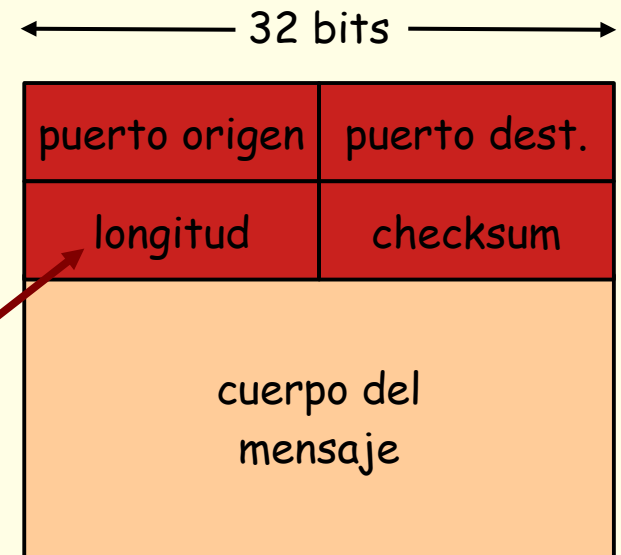 32 bits
puerto origen puerto dest.
longitud checksum
cuerpo del
mensaje